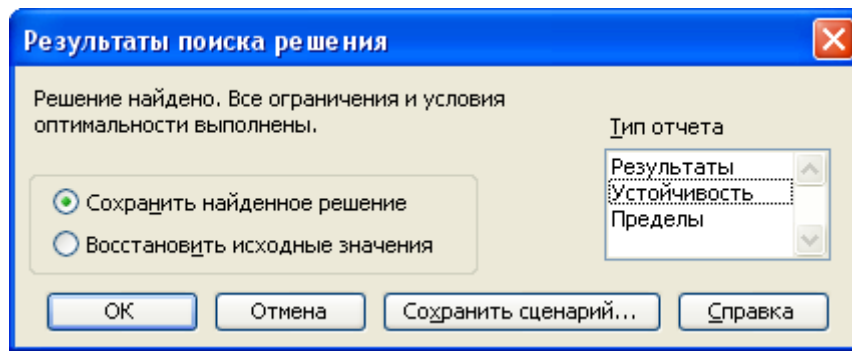 Результаты поиска решения
Решение найдено. Все ограничения и условия
оптимальности выполнены.
Тип отчета
Результаты
Устойчивость
Пределы
Сохранить найденное решение
Восстановить исходные значения
ОК
Отмена
Сохранить сценарий...
Справка